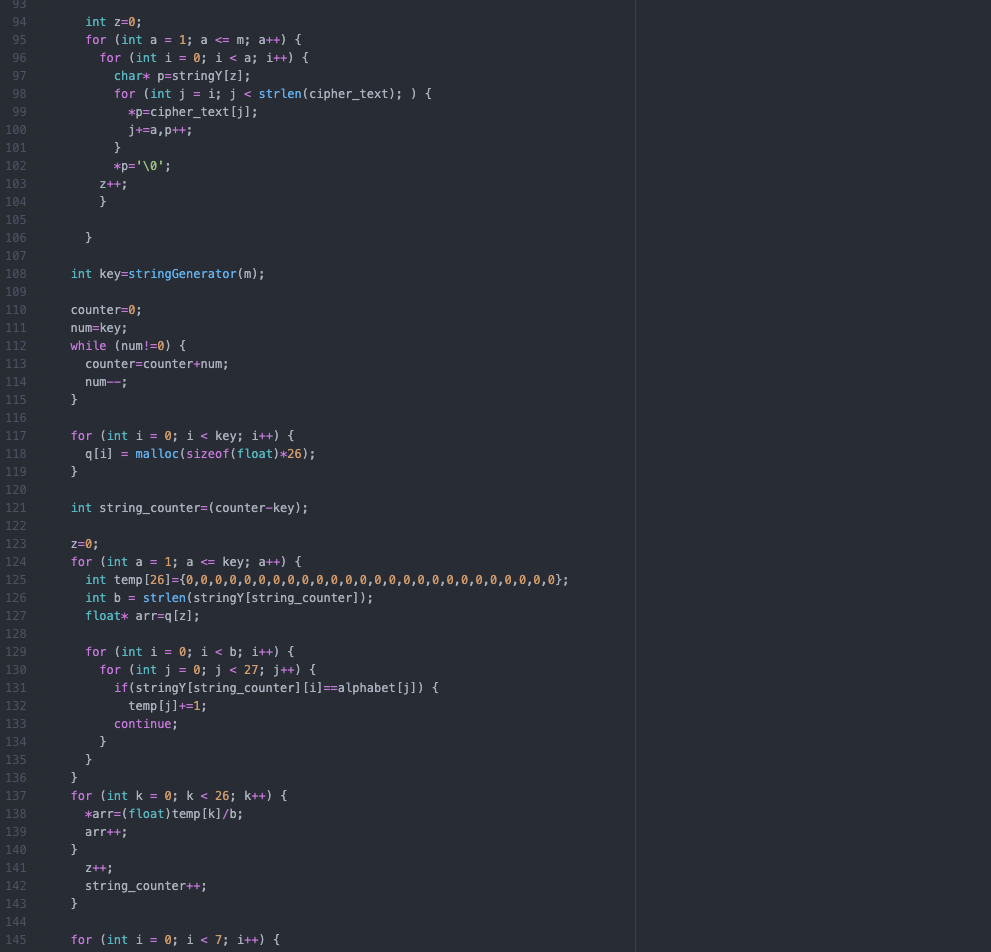 93
94 int z=0;
95 for (int a = 1; a <= m; a++) {
96 for (int i = 0; i < a; i++) {
97 char* p=stringY[z];
98 for (int j = i; j < strlen(cipher_text); ) {
99 *p=cipher_text[j];
100 j+=a,p++;
101 }
102 *p='\0';
103 z++;
104 }
105
106 }
107
108 int key=stringGenerator(m);
109
110 counter=0;
111 num=key;
112 while (num!=0) {
113 counter=counter+num;
114 num--;
115 }
116
117 for (int i = 0; i < key; i++) {
118 q[i] = malloc(sizeof(float)*26);
119 }
120
121 int string_counter=(counter-key);
122
123 z=0;
124 for (int a = 1; a <= key; a++) {
125 int temp[26]={0,0,0,0,0,0,0,0,0,0,0,0,0,0,0,0,0,0,0,0,0,0,0,0,0,0};
126 int b = strlen(stringY[string_counter]);
127 float* arr=q[z];
128
129 for (int i = 0; i < b; i++) {
130 for (int j = 0; j < 27; j++) {
131 if(stringY[string_counter][i]==alphabet[j]) {
132 temp[j]+=1;
133 continue;
134 }
135 }
136 }
137 for (int k = 0; k < 26; k++) {
138 *arr=(float)temp[k]/b;
139 arr++;
140 }
141 z++;
142 string_counter++;
143 }
144
145 for (int i = 0; i < 7; i++) {